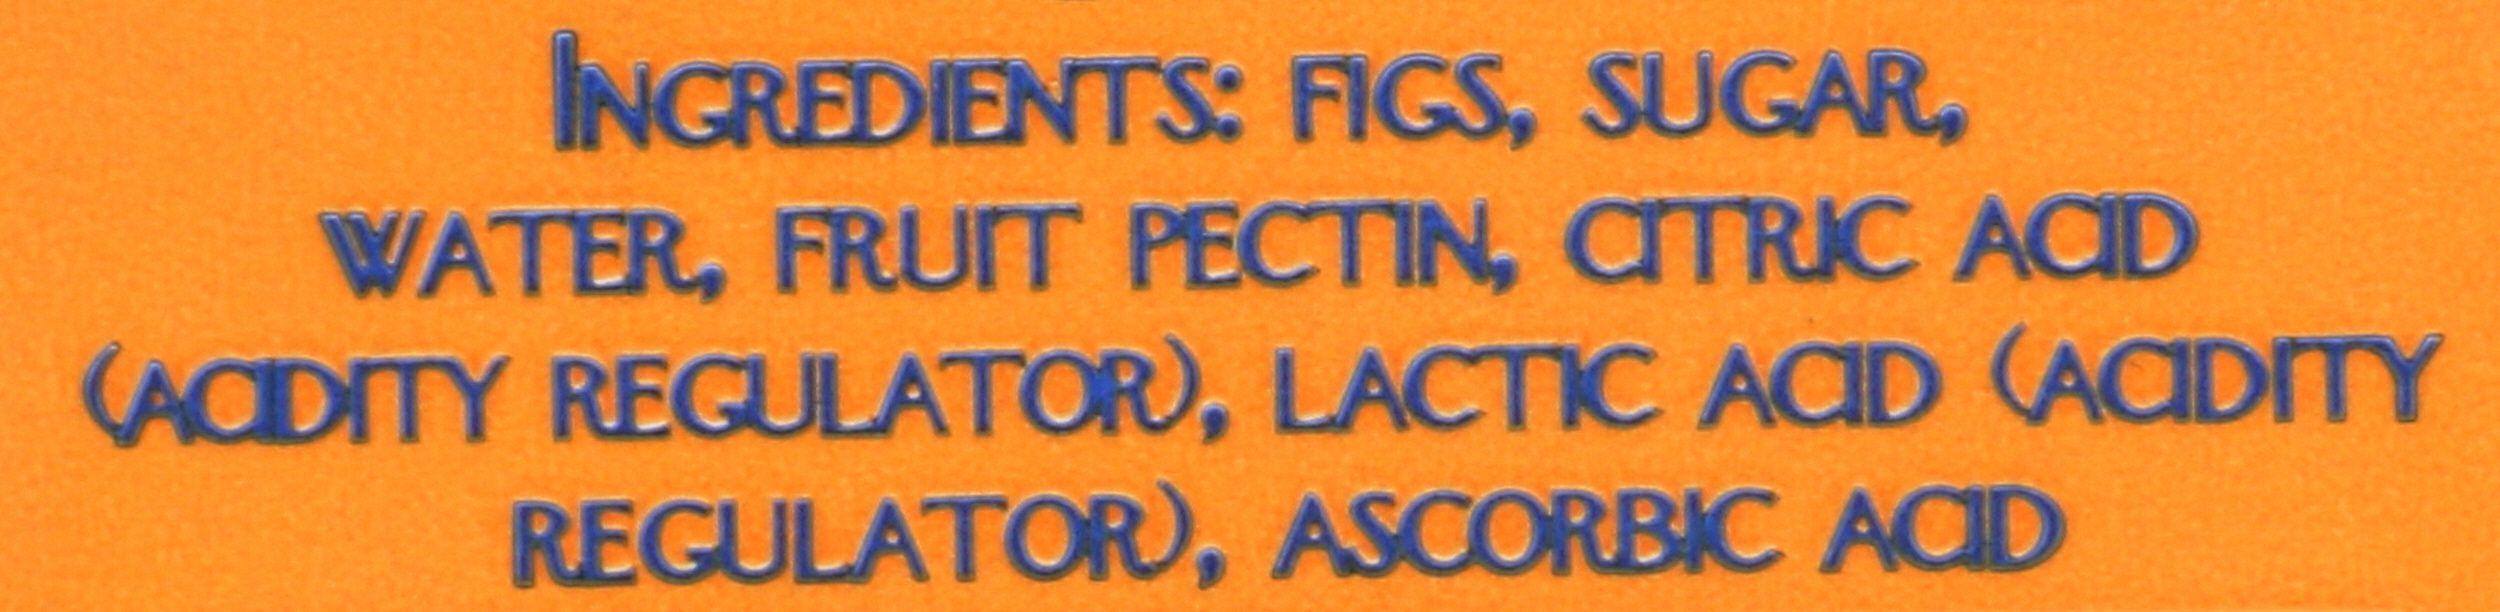 Ingredients: figs, sugar,
water, fruit pectin, citric acid
(acidity regulator), lactic acid (acidity
regulator), ascorbic acid